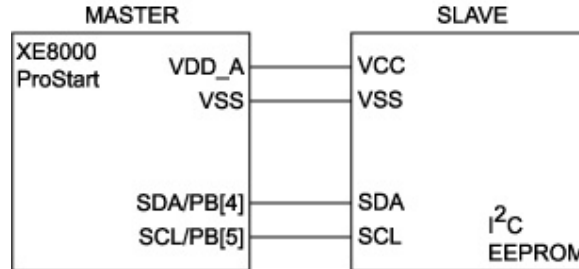 MASTER
SLAVE
XE8000
ProStart
VDD_A
VCC
VSS
VSS
SDA/PB[4]
SDA
SCL/PB[5]
SCL
I²C
EEPROM